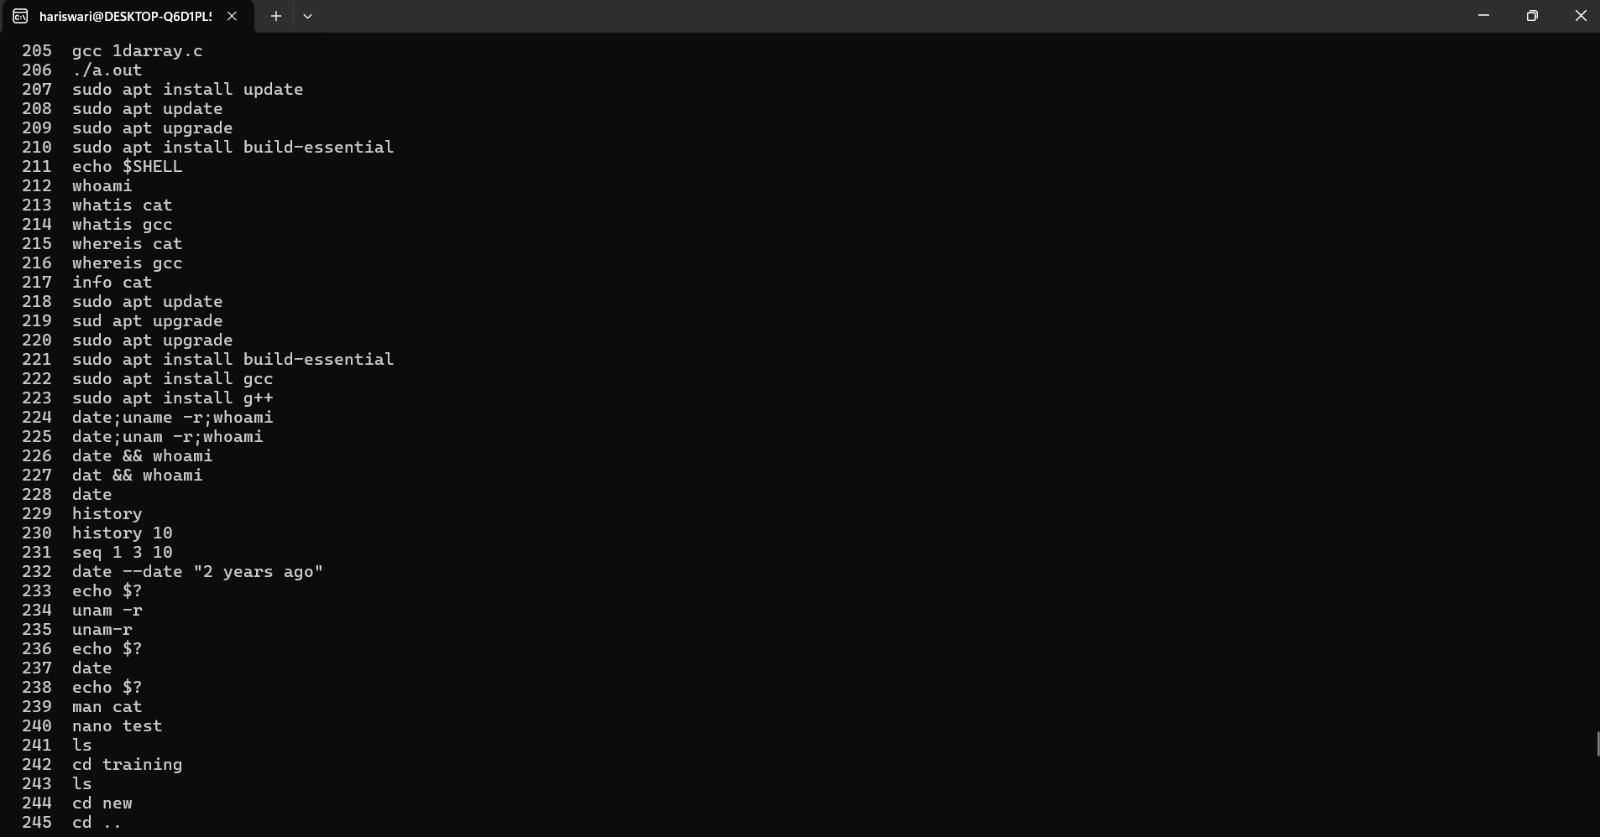 hariswari@DESKTOP-Q6D1PL
205 gcc 1darray.c
206 ./a.out
207 sudo apt install update
208 sudo apt update
209 sudo apt upgrade
210 sudo apt install build-essential
211 echo $SHELL
212 whoami
213 whatis cat
214 whatis gcc
215 whereis cat
216 whereis gcc
217 info cat
218 sudo apt update
219 sud apt upgrade
220 sudo apt upgrade
221 sudo apt install build-essential
222 sudo apt install gcc
223 sudo apt install g++
224 date;uname -r;whoami
225 date;unam -r;whoami
226 date && whoami
227 dat && whoami
228 date
229 history
230 history 10
231 seq 1 3 10
232 date --date "2 years ago"
233 echo $?
234 unam -r
235 unam-r
236 echo $?
237 date
238 echo $?
239 man cat
240 nano test
241 ls
242 cd training
243 ls
244 cd new
245 cd ..